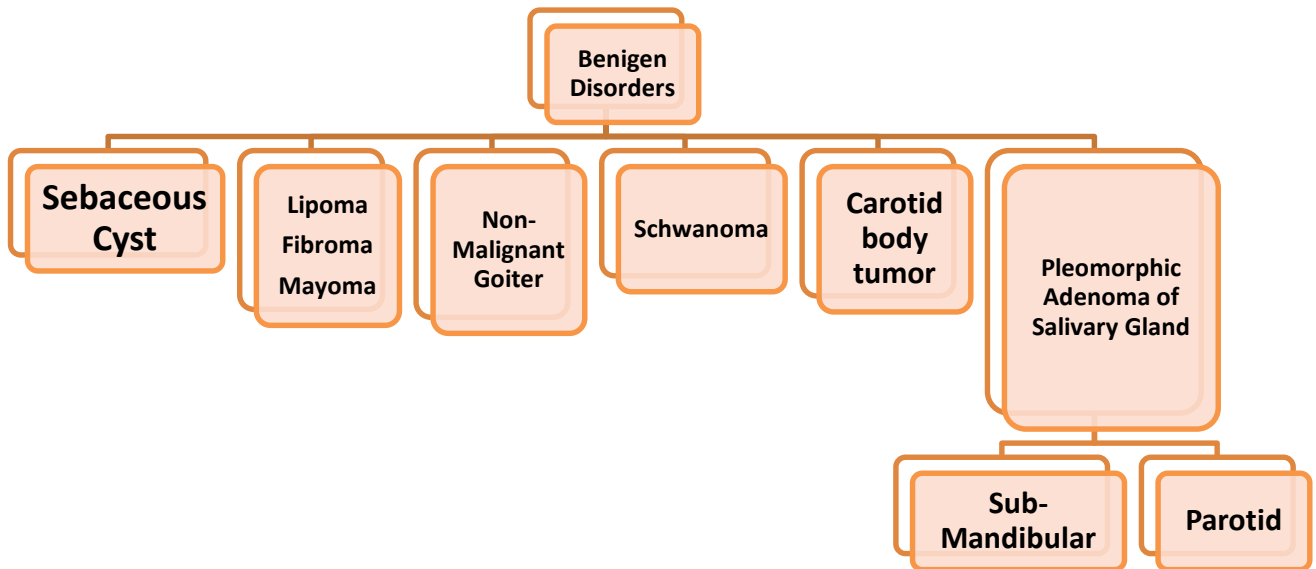 Benigen
Disorders
Sebaceous
Cyst
Lipoma
Fibroma
Mayoma
Non-
Malignant
Goiter
Schwanoma
Carotid
body
tumor
Pleomorphic
Adenoma of
Salivary Gland
Sub-
Mandibular
Parotid